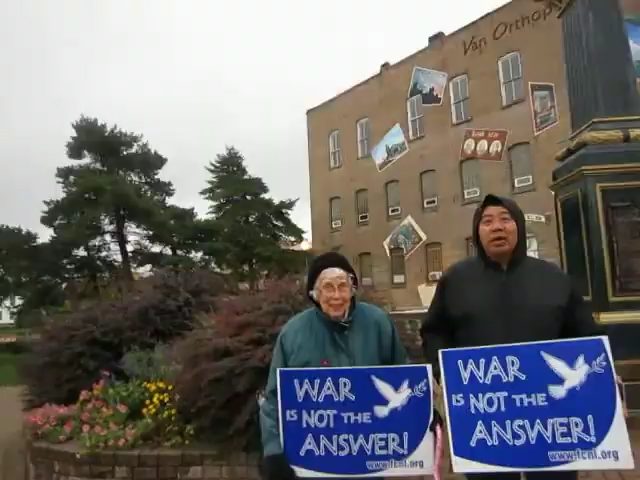 Van Orthop
WAR
IS NOT THE
ANSWER!
www.fcnl.org
WAR
IS NOT THE
ANSWER!
www.fcnl.org